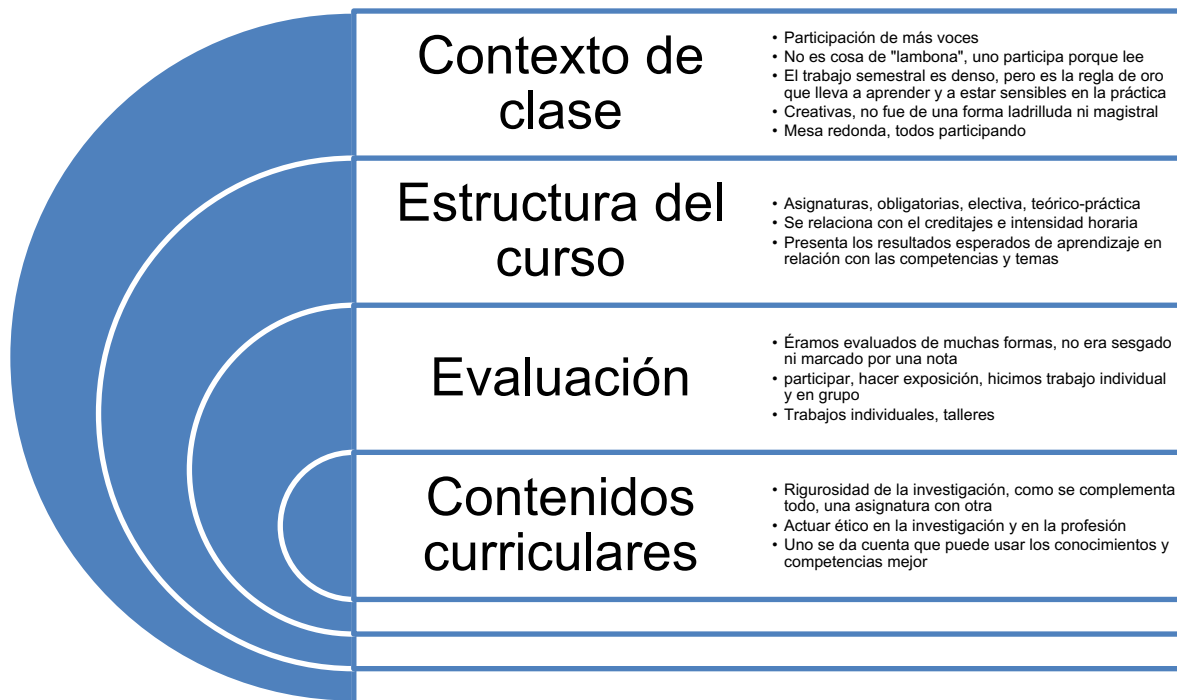 Contexto de
clase
• Participación de más voces
• No es cosa de "lambona", uno participa porque lee
• El trabajo semestral es denso, pero es la regla de oro
que lleva a aprender y a estar sensibles en la práctica
• Creativas, no fue de una forma ladrilluda ni magistral
• Mesa redonda, todos participando
Estructura del
curso
• Asignaturas, obligatorias, electiva, teórico-práctica
• Se relaciona con el creditajes e intensidad horaria
• Presenta los resultados esperados de aprendizaje en
relación con las competencias y temas
Evaluación
• Éramos evaluados de muchas formas, no era sesgado
ni marcado por una nota
• participar, hacer exposición, hicimos trabajo individual
y en grupo
• Trabajos individuales, talleres
Contenidos
curriculares
• Rigurosidad de la investigación, como se complementa
todo, una asignatura con otra
• Actuar ético en la investigación y en la profesión
• Uno se da cuenta que puede usar los conocimientos y
competencias mejor